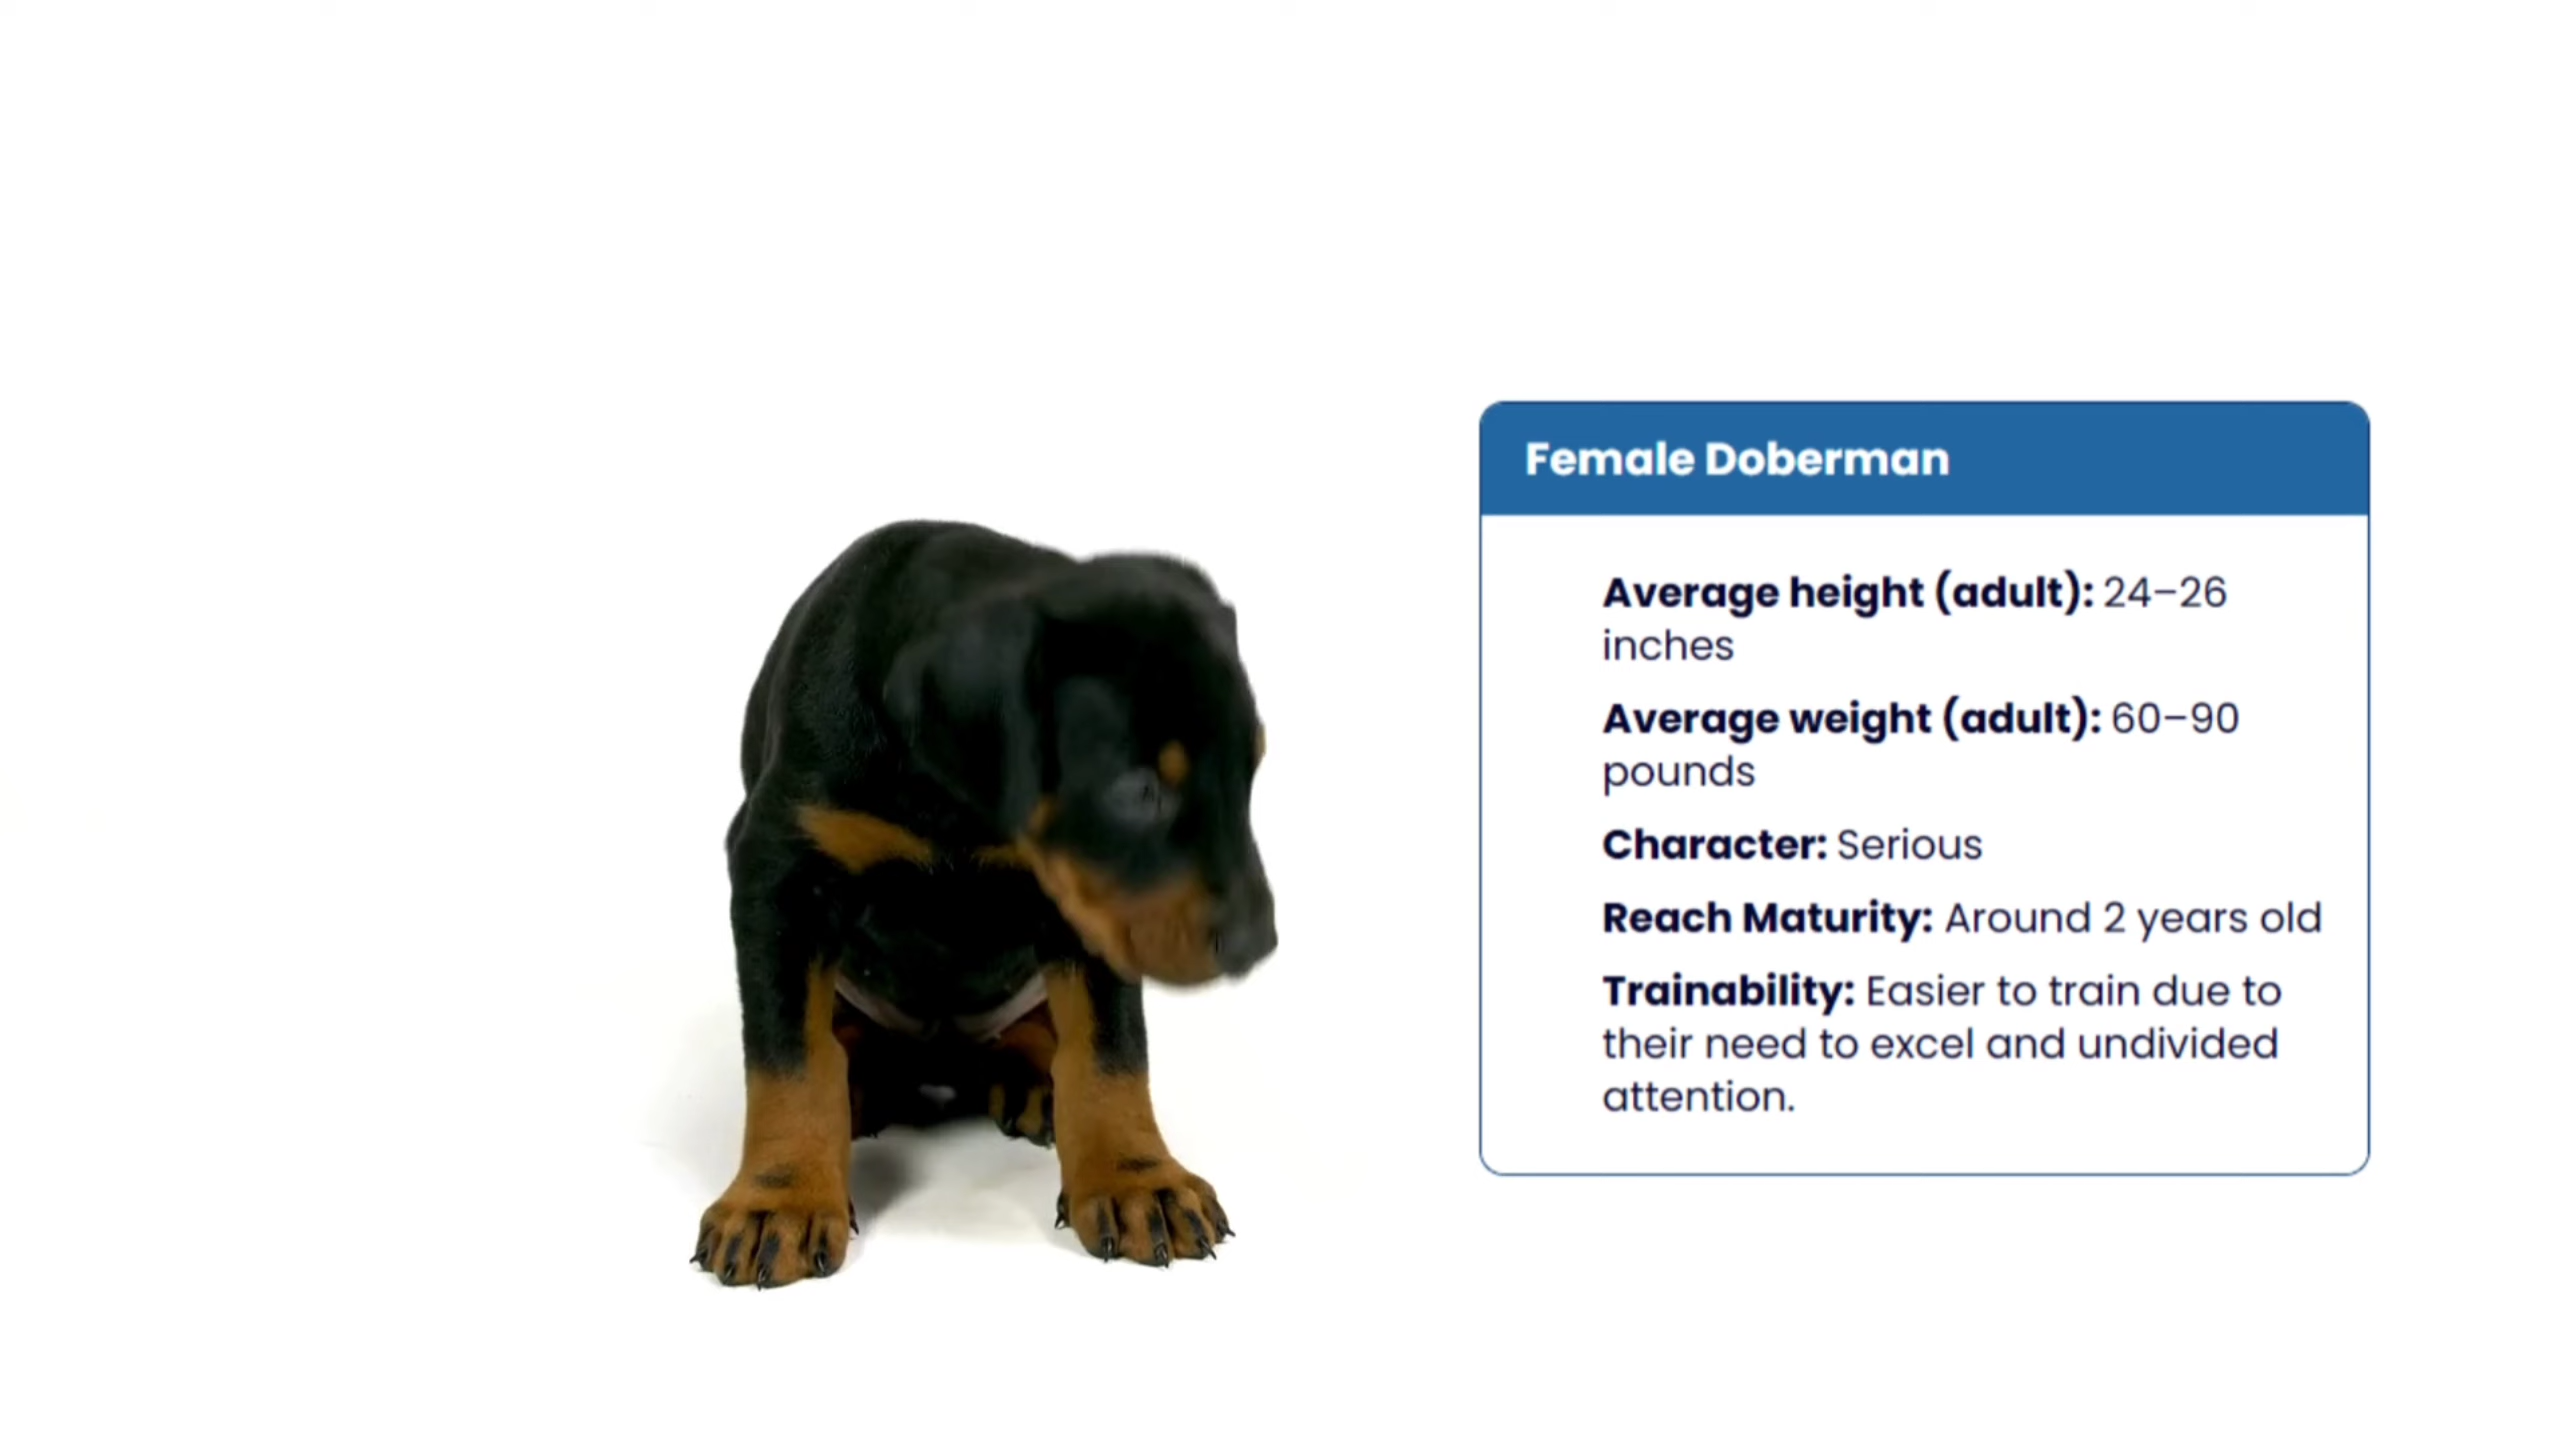 Female Doberman
Average height (adult): 24–26
inches
Average weight (adult): 60–90
pounds
Character: Serious
Reach Maturity: Around 2 years old
Trainability: Easier to train due to
their need to excel and undivided
attention.